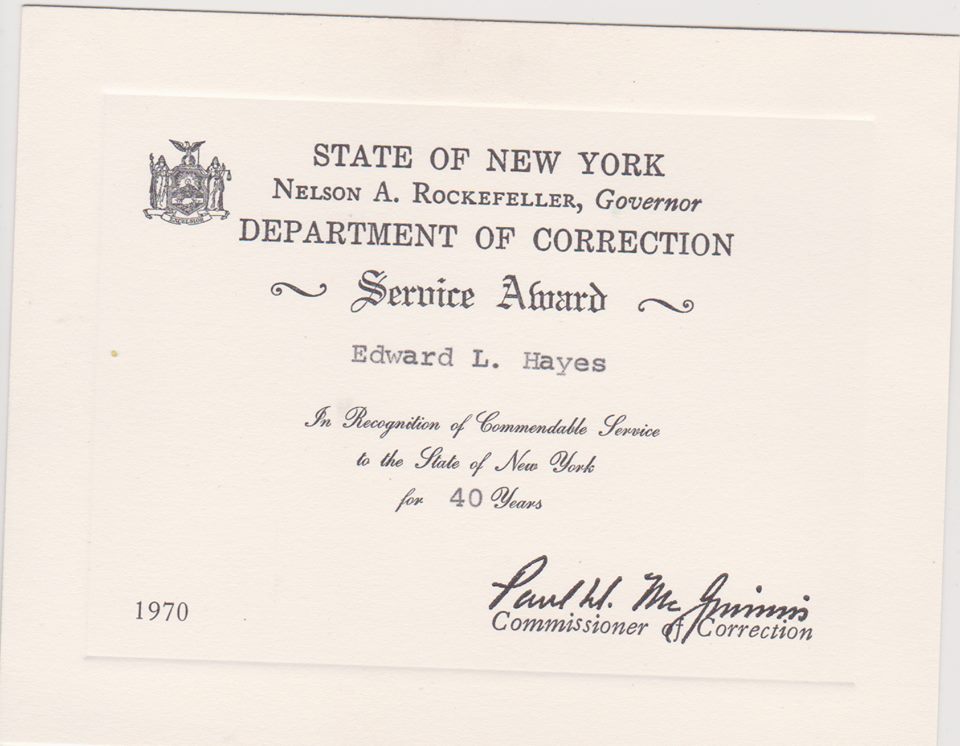 STATE OF NEW YORK
NELSON A. ROCKEFELLER, Governor
DEPARTMENT OF CORRECTION
Service Award
Edward L. Hayes
In Recognition of Commendable Service
to the State of New York
for 40 Years
Paul D. McGinnis
1970
Commissioner of Correction
EXCELSIOR